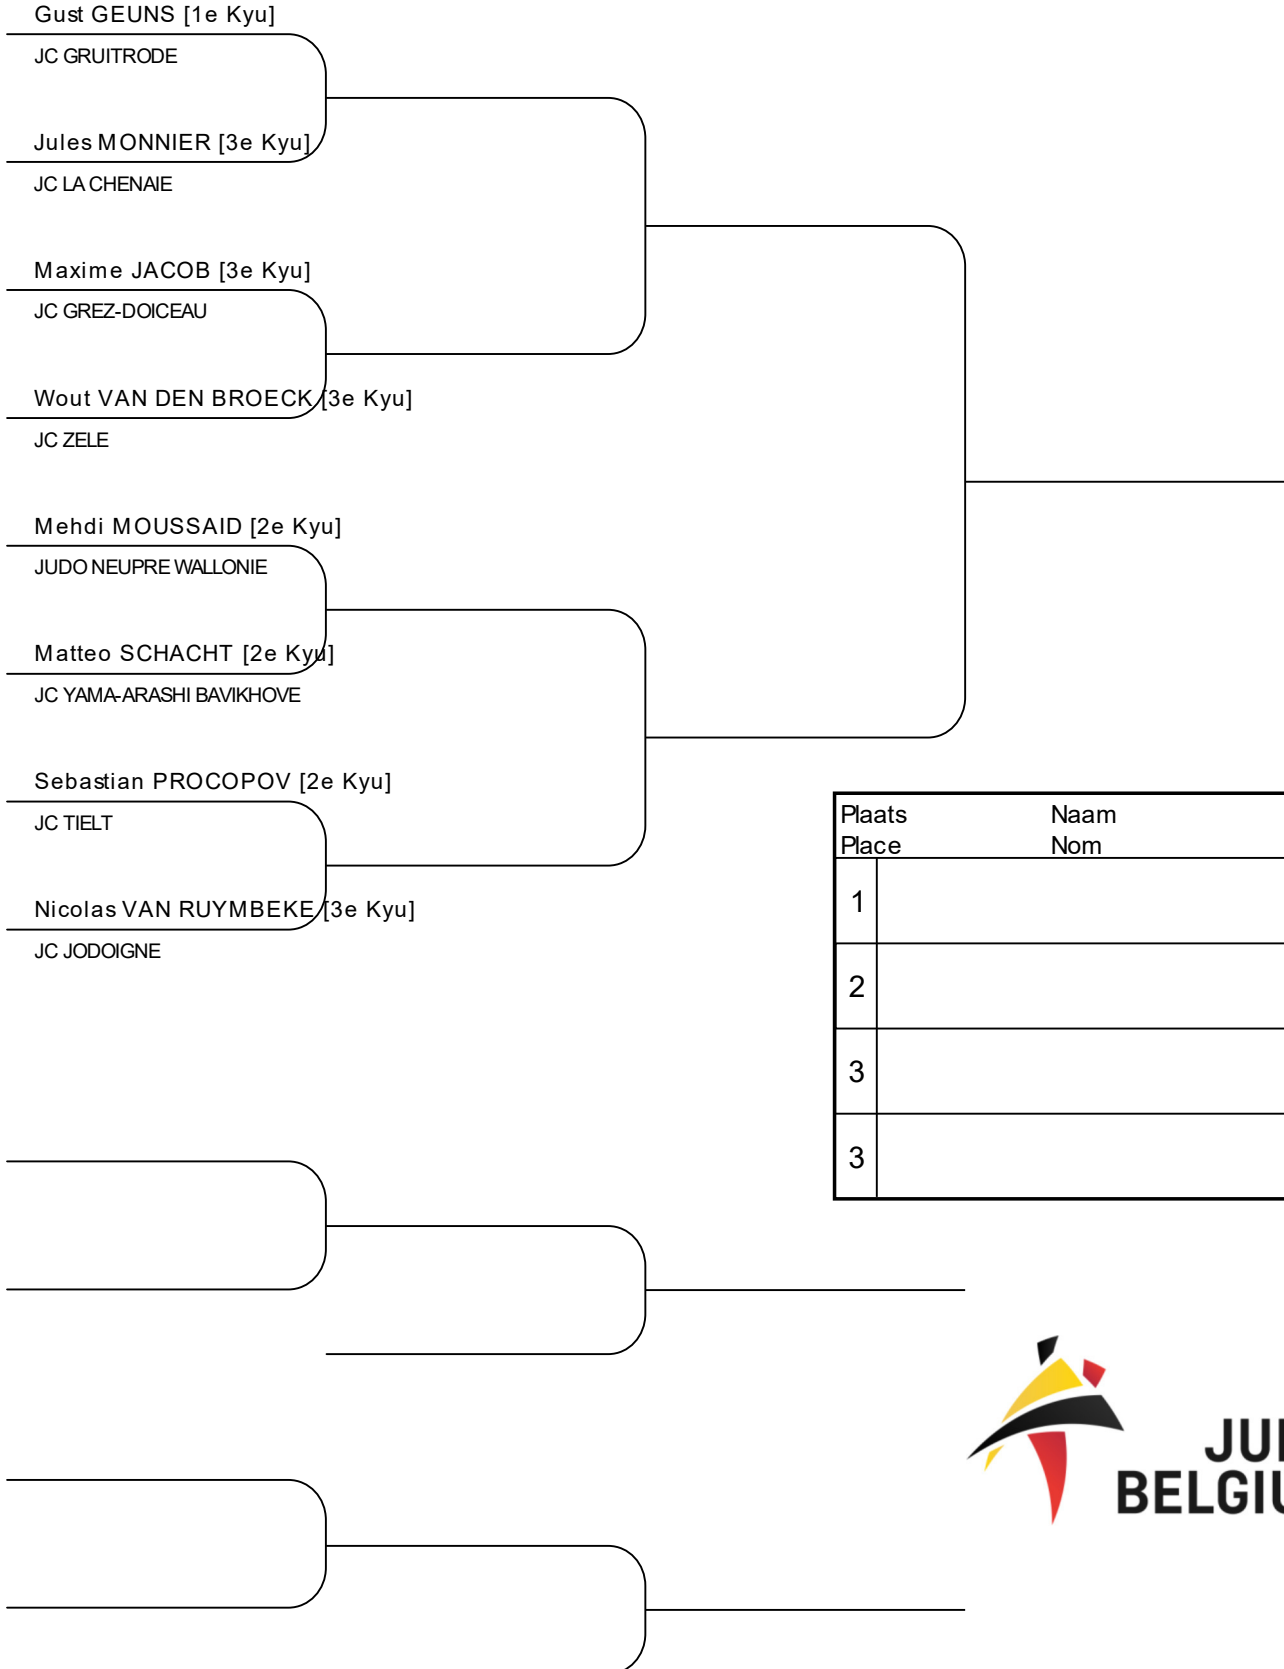 Gust GEUNS [1e Kyu]
JC GRUITRODE
Jules MONNIER [3e Kyu]
JC LA CHENAIE
Maxime JACOB [3e Kyu]
JC GREZ-DOICEAU
Wout VAN DEN BROECK [3e Kyu]
JC ZELE
Mehdi MOUSSAID [2e Kyu]
JUDO NEUPRE WALLONIE
Matteo SCHACHT [2e Kyu]
JC YAMA-ARASHI BAVIKHOVE
Sebastian PROCOPOV [2e Kyu]
JC TIELT
Nicolas VAN RUYMBEKE [3e Kyu]
JC JODOIGNE
Plaats Naam
Place Nom
1
2
3
3